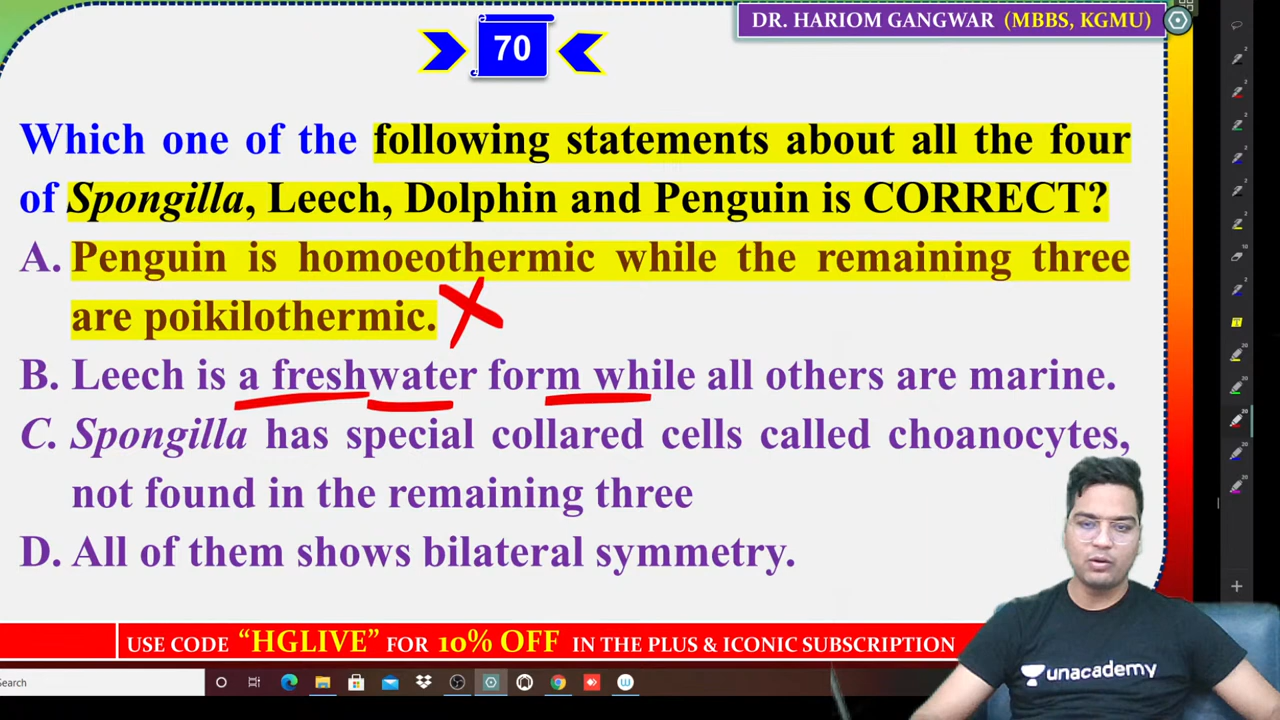 DR. HARIOM GANGWAR (MBBS, KGMU)
70
Which one of the following statements about all the four
of Spongilla, Leech, Dolphin and Penguin is CORRECT?
A. Penguin is homoeothermic while the remaining three
are poikilothermic.
B. Leech is a freshwater form while all others are marine.
C. Spongilla has special collared cells called choanocytes,
not found in the remaining three
D. All of them shows bilateral symmetry.
USE CODE "HGLIVE" FOR 10% OFF IN THE PLUS & ICONIC SUBSCRIPTION
unacademy
Search